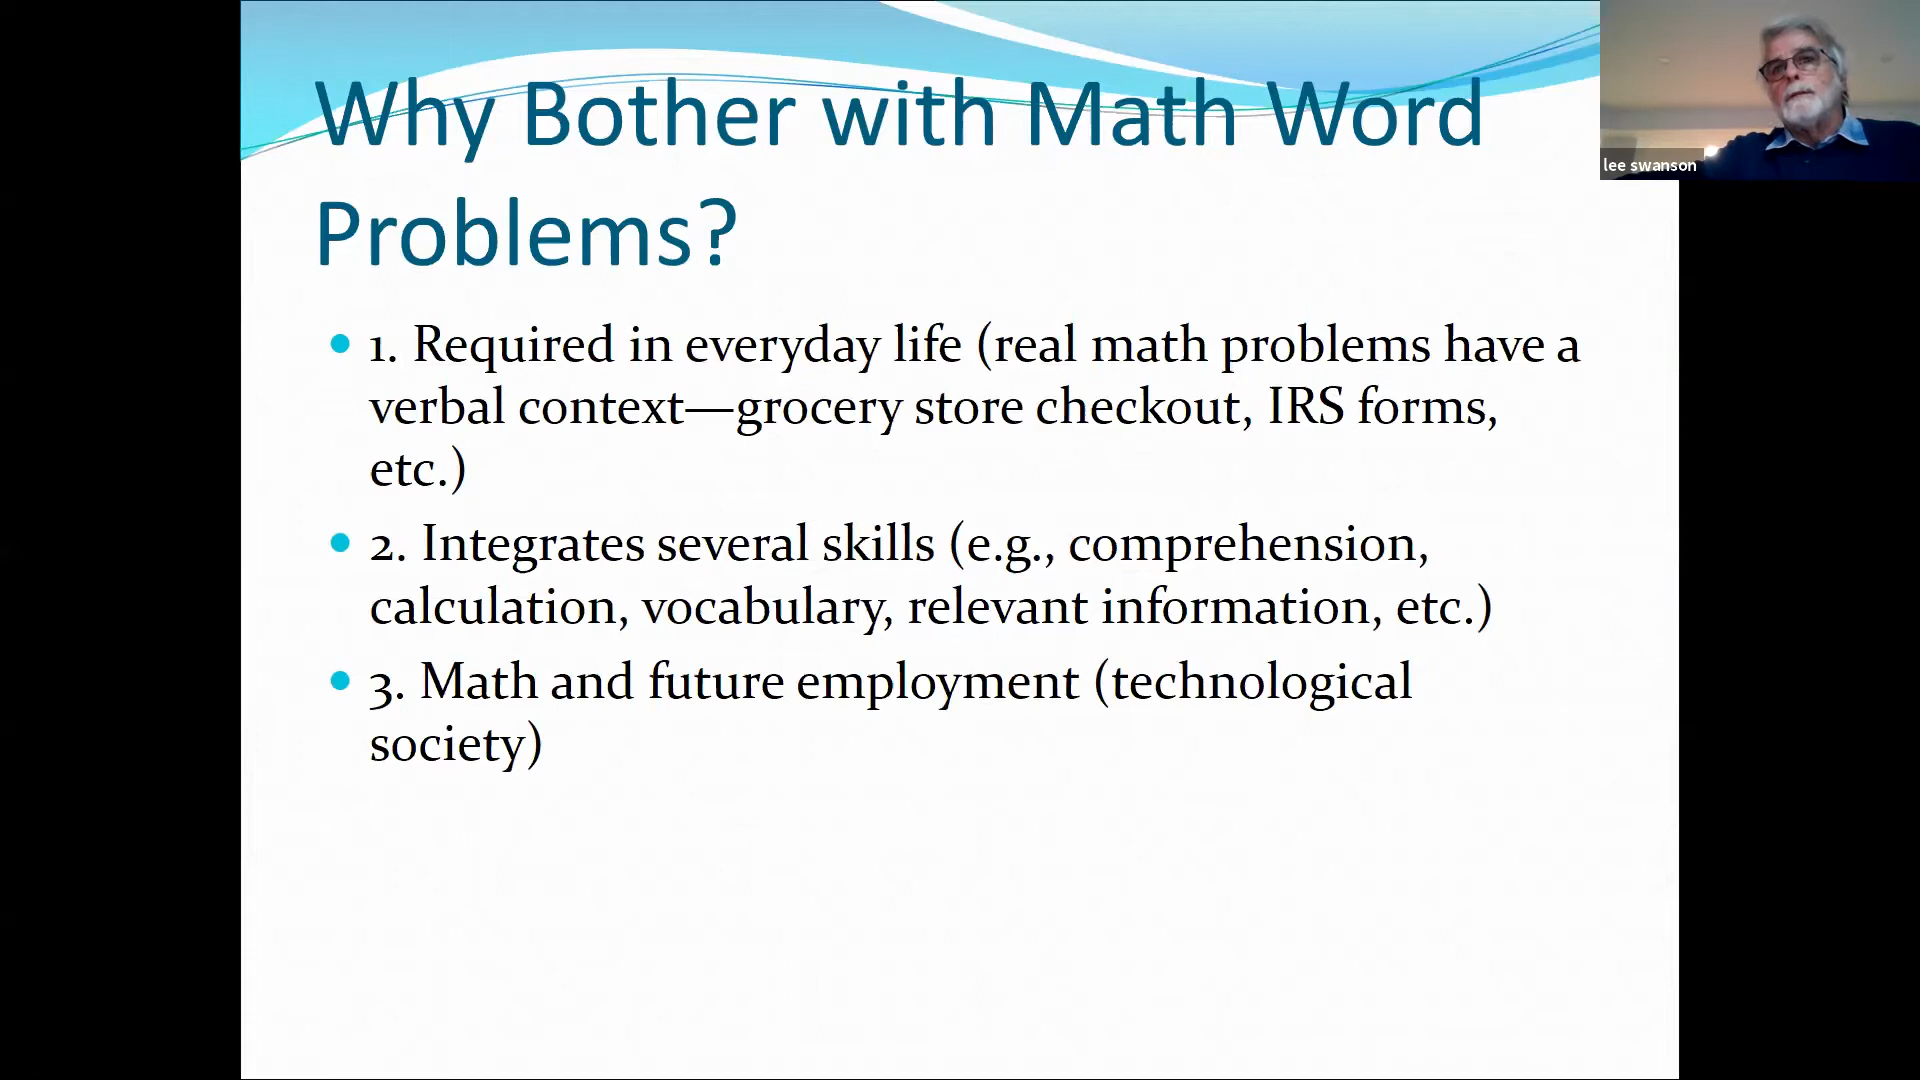 Why Bother with Math Word
Problems?
lee swanson
1. Required in everyday life (real math problems have a
verbal context—grocery store checkout, IRS forms,
etc.)
2. Integrates several skills (e.g., comprehension,
calculation, vocabulary, relevant information, etc.)
3. Math and future employment (technological
society)